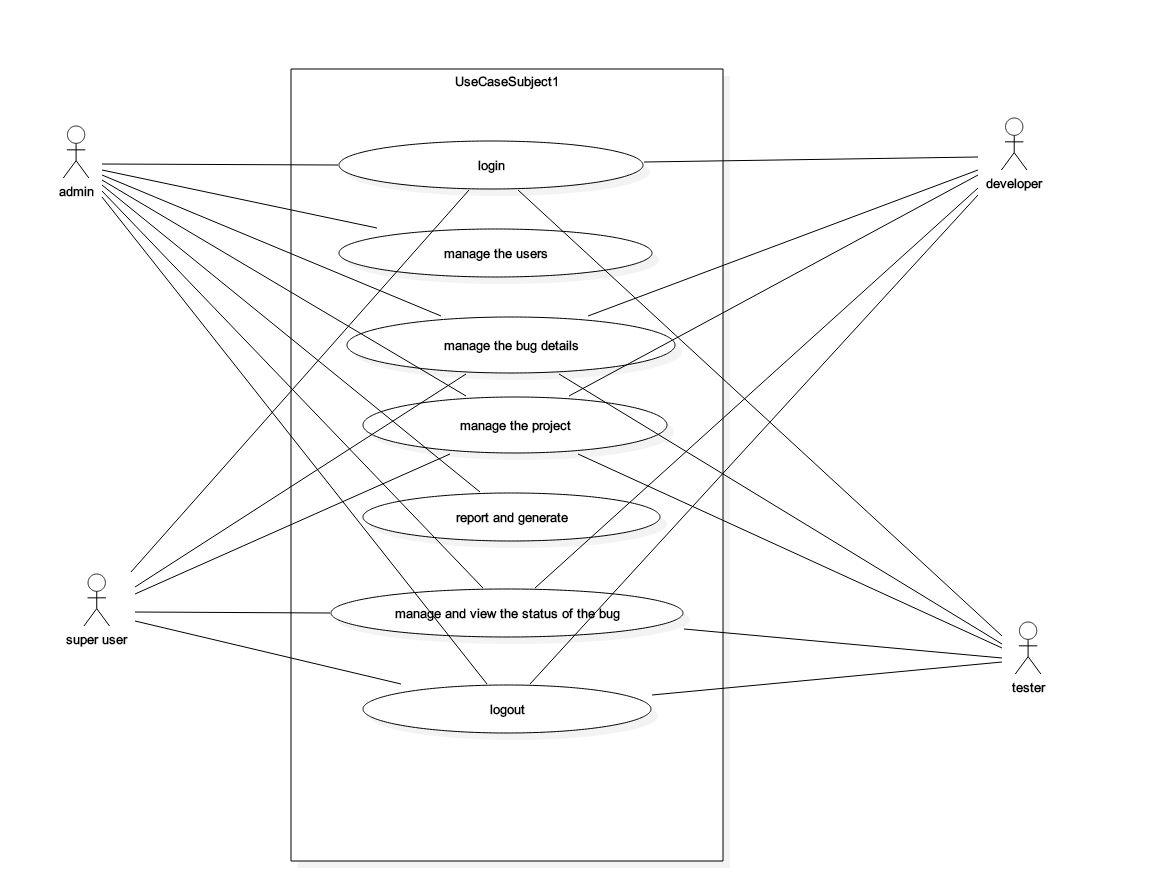 UseCaseSubject1
admin
developer
login
manage the users
manage the bug details
manage the project
report and generate
manage and view the status of the bug
super user
tester
logout